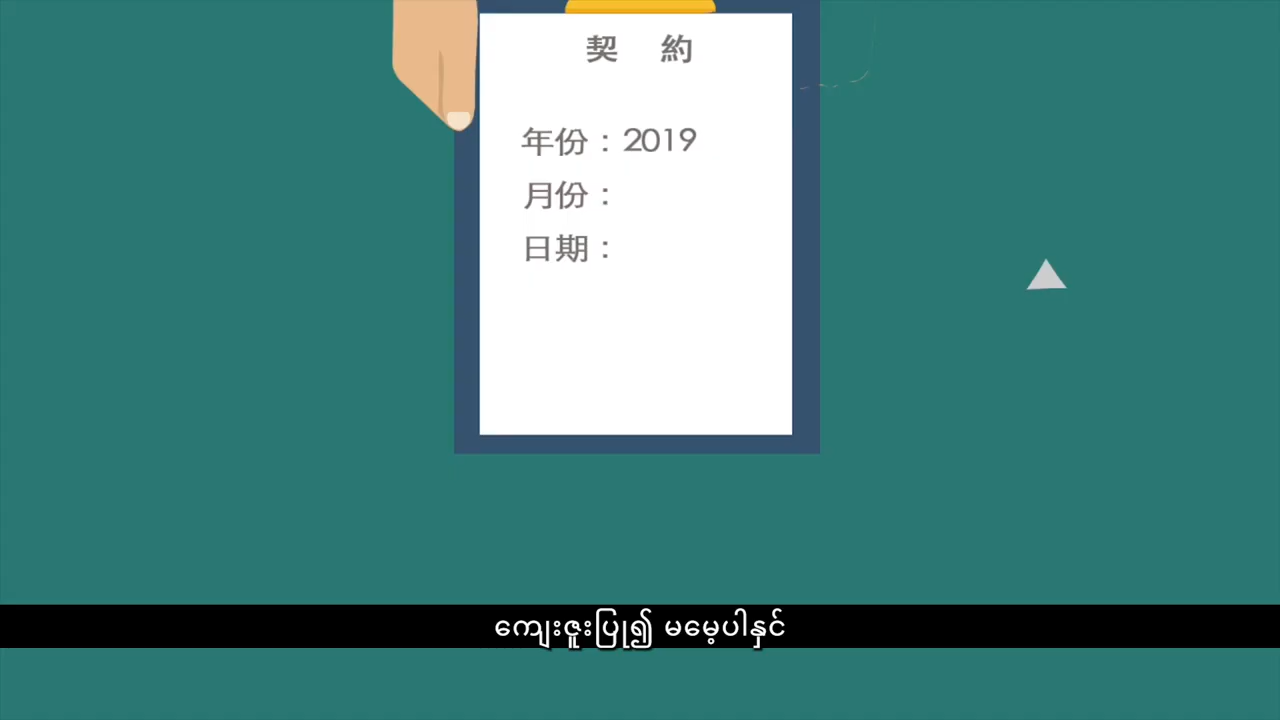 契 約
年份：2019
月份：
日期：
ကျေးဇူးပြု၍ မမေ့ပါနှင်